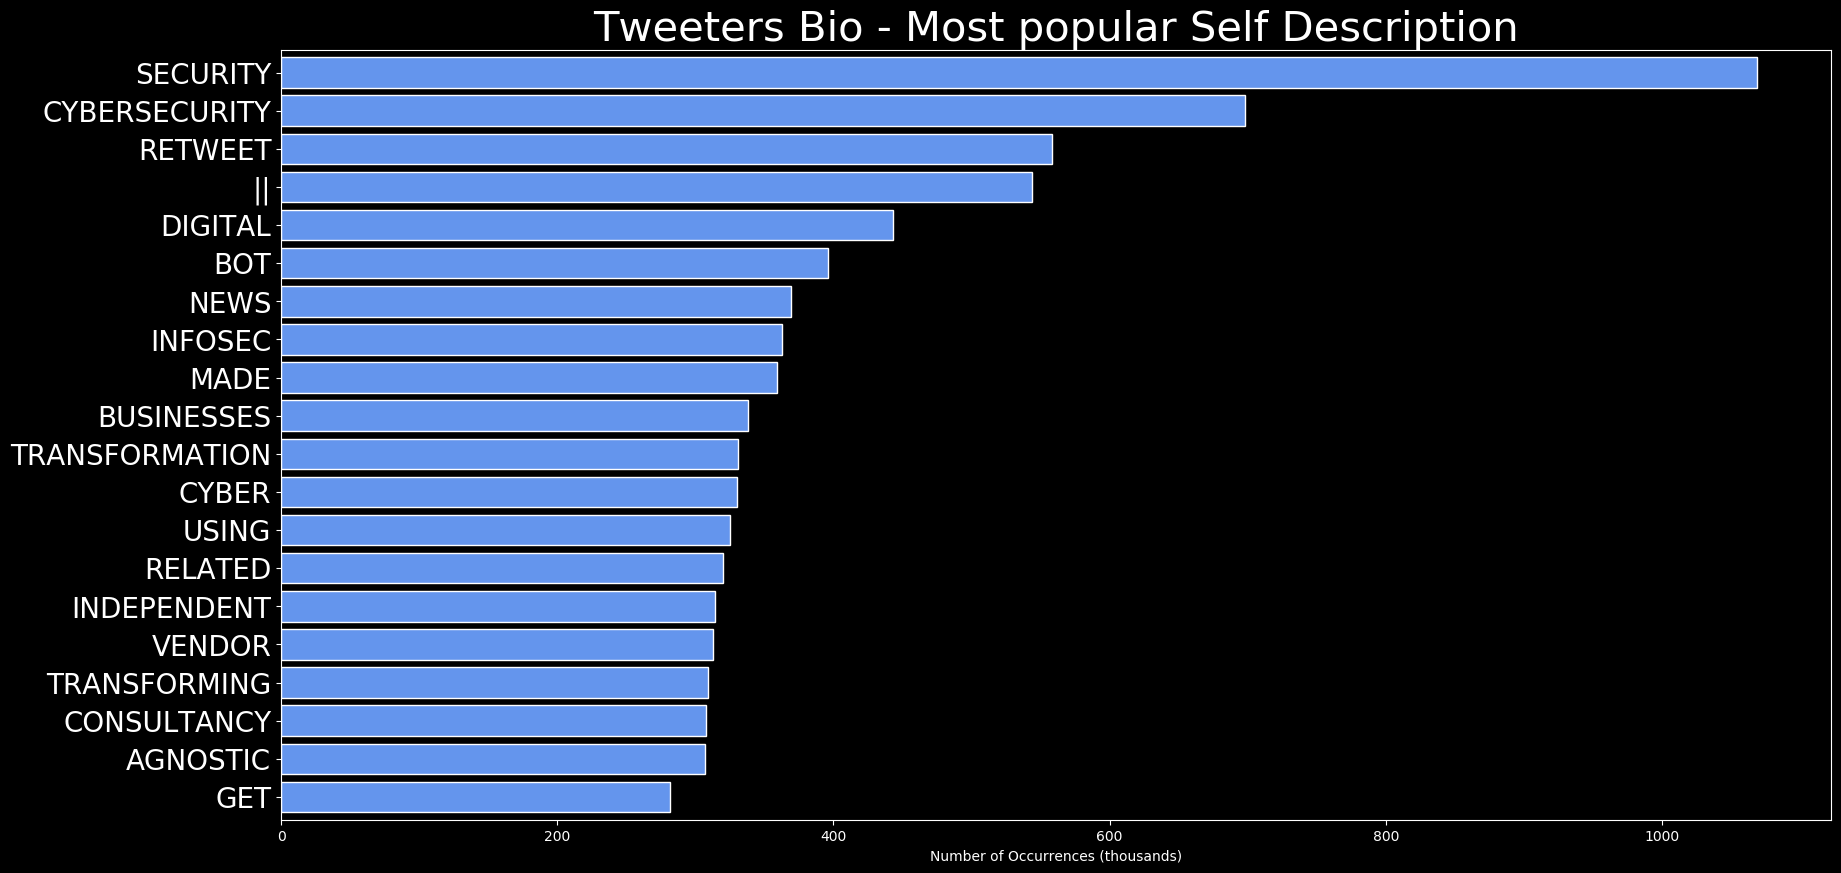 Tweeters Bio - Most popular Self Description
SECURITY
CYBERSECURITY
RETWEET
||
DIGITAL
BOT
NEWS
INFOSEC
MADE
BUSINESSES
TRANSFORMATION
CYBER
USING
RELATED
INDEPENDENT
VENDOR
TRANSFORMING
CONSULTANCY
AGNOSTIC
GET
0 200 400 600 800 1000
Number of Occurrences (thousands)